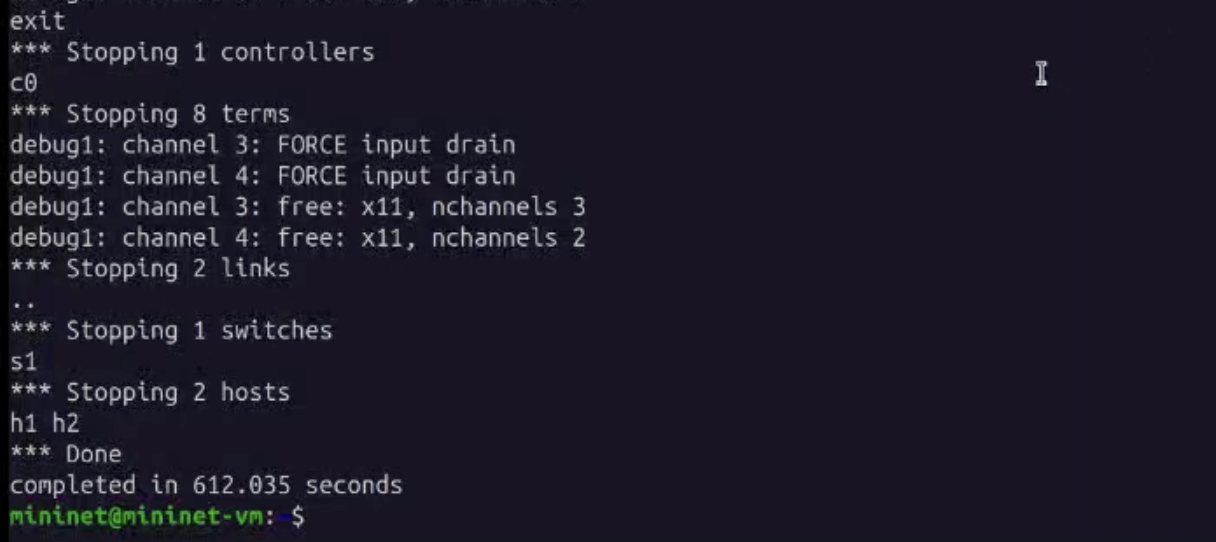 exit
*** Stopping 1 controllers
c0
*** Stopping 8 terms
debug1: channel 3: FORCE input drain
debug1: channel 4: FORCE input drain
debug1: channel 3: free: x11, nchannels 3
debug1: channel 4: free: x11, nchannels 2
*** Stopping 2 links
..
*** Stopping 1 switches
s1
*** Stopping 2 hosts
h1 h2
*** Done
completed in 612.035 seconds
mininet@mininet-vm:~$